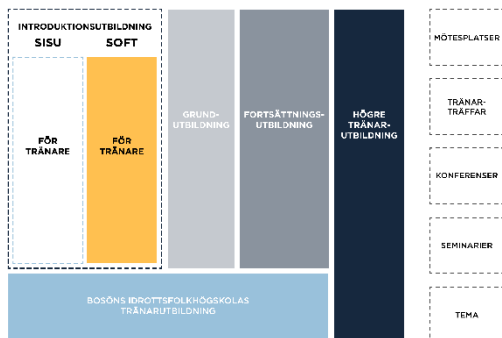 INTRODUKTIONSUTBILDNING
SISU
SOFT
FÖR
TRÄNARE
FÖR
TRÄNARE
GRUND-
UTBILDNING
FORTSÄTTNINGS-
UTBILDNING
HÖGRE
TRÄNAR-
UTBILDNING
BOSÖNS IDROTTSFOLKHÖGSKOLAS
TRÄNARUTBILDNING
MÖTESPLATSER
TRÄNAR-
TRÄFFAR
KONFERENSER
SEMINARIER
TEMA